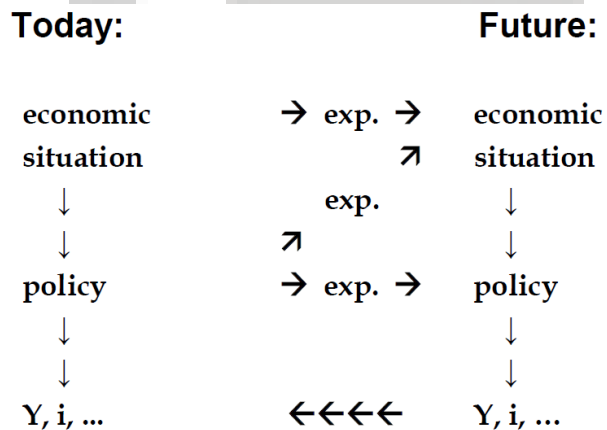 Today: Future:
economic → exp. → economic
situation ↗ situation
↓ exp. ↓
↓ ↗ ↓
policy → exp. → policy
↓ ↓
↓ ↓
Y, i, ... ←←←← Y, i, …